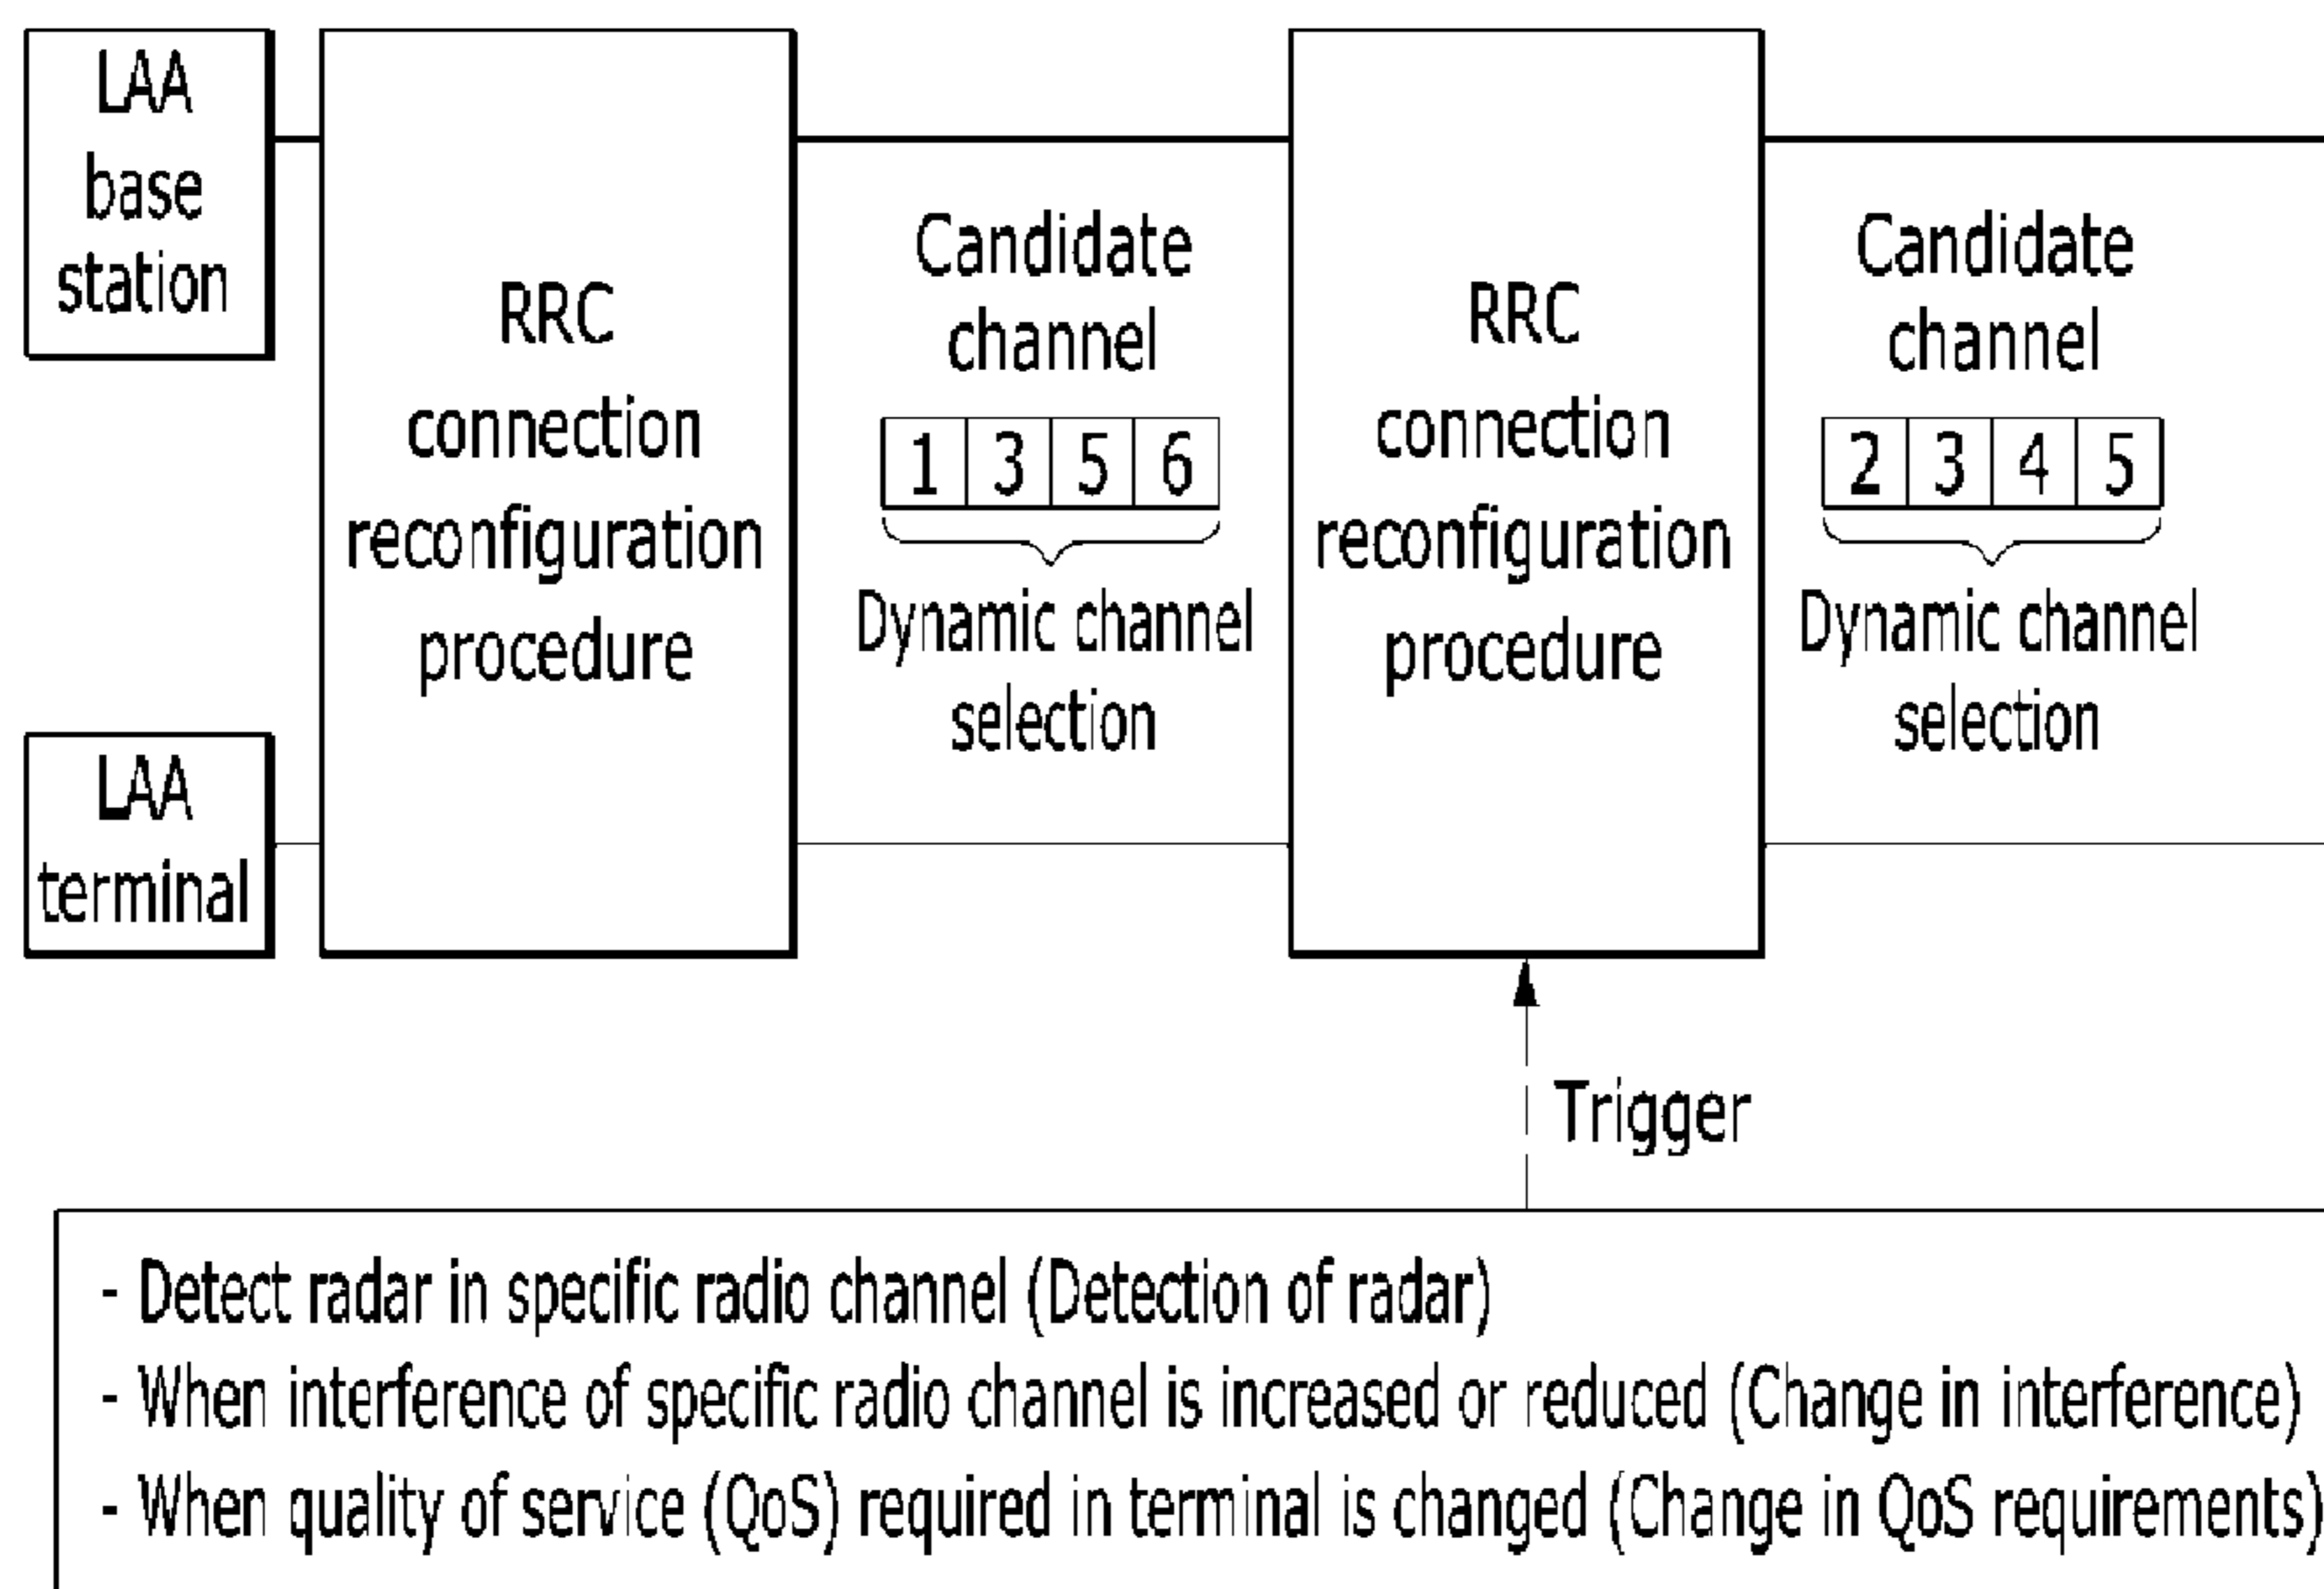 LAA
base
station
LAA
terminal
RRC
connection
reconfiguration
procedure
Candidate
channel
1 3 5 6
Dynamic channel
selection
RRC
connection
reconfiguration
procedure
Candidate
channel
2 3 4 5
Dynamic channel
selection
Trigger
- Detect radar in specific radio channel (Detection of radar)
- When interference of specific radio channel is increased or reduced (Change in interference)
- When quality of service (QoS) required in terminal is changed (Change in QoS requirements)